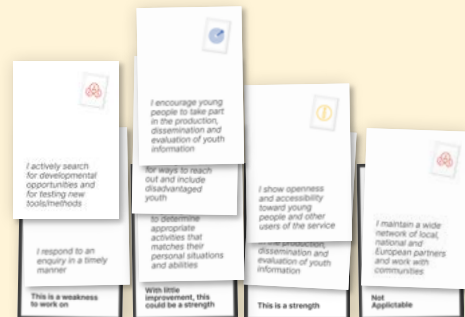 I actively search
for developmental
opportunities and
for testing new
tools/methods
I respond to an
enquiry in a timely
manner
This is a weakness
to work on
I encourage young
people to take part
in the production,
dissemination and
evaluation of youth
information
for ways to reach
out and include
disadvantaged
youth
to determine
appropriate
activities that
matches their
personal situations
and abilities
With little
improvement, this
could be a strength
I show openness
and accessibility
toward young
people and other
users of the service
in the production,
dissemination and
evaluation of youth
information
This is a strength
I maintain a wide
network of local,
national and
European partners
and work with
communities
Not
Applictable